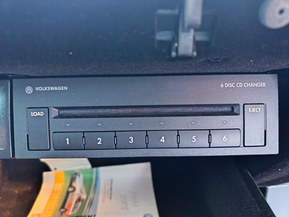 VOLKSWAGEN 6 DISC CD CHANGER
LOAD EJECT
1 2 3 4 5 6